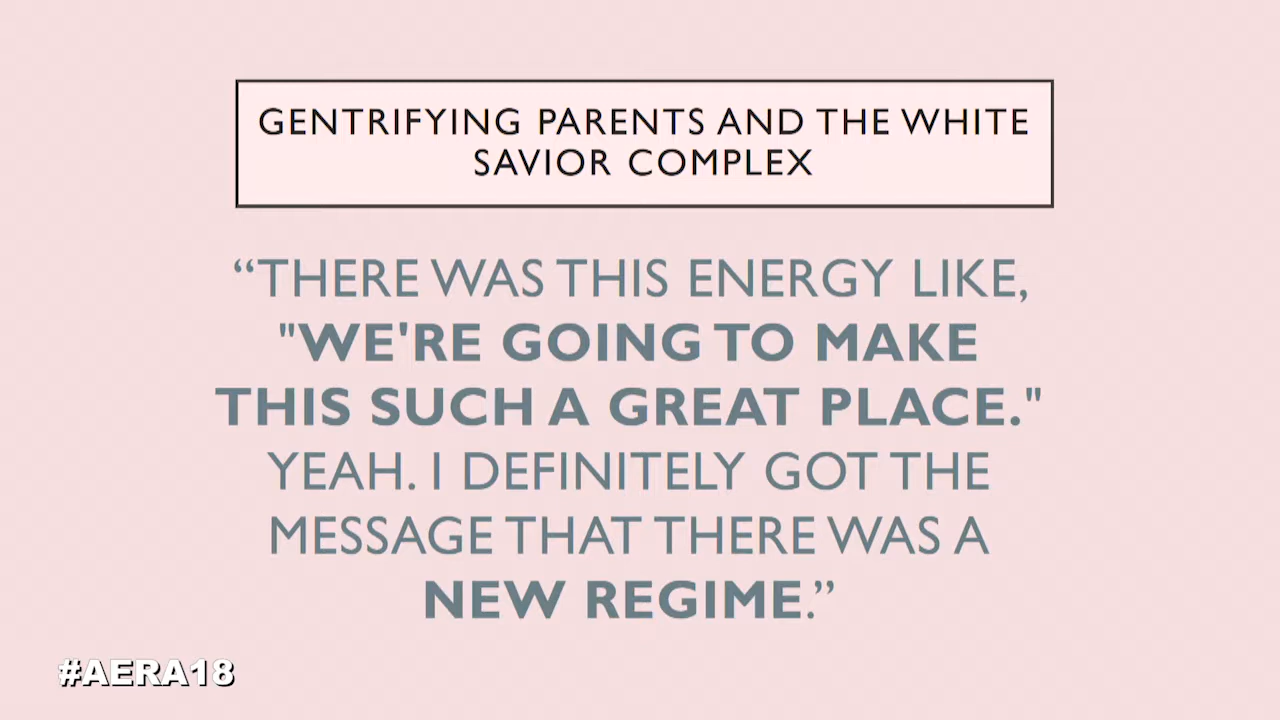 GENTRIFYING PARENTS AND THE WHITE
SAVIOR COMPLEX
“THERE WAS THIS ENERGY LIKE,
"WE'RE GOING TO MAKE
THIS SUCH A GREAT PLACE."
YEAH. I DEFINITELY GOT THE
MESSAGE THAT THERE WAS A
NEW REGIME.”
#AERA18